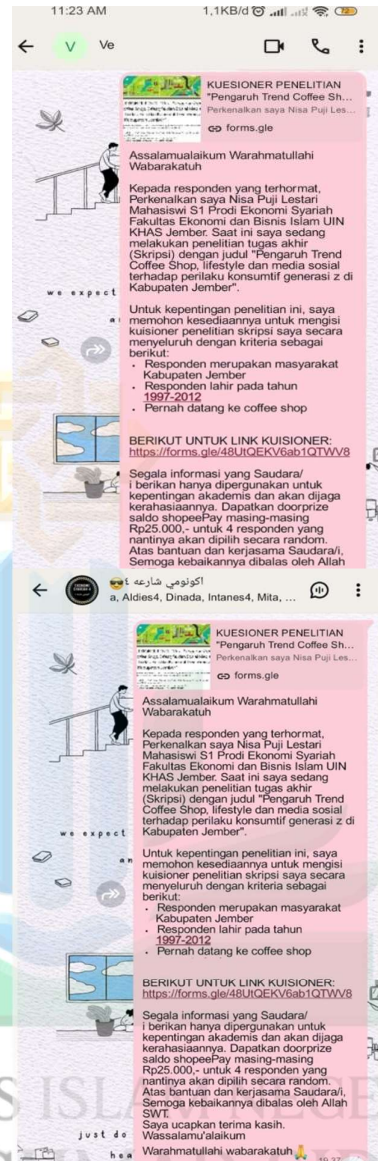 11:23 AM
1,1KB/d
V
Ve
KUESIONER PENELITIAN
"Pengaruh Trend Coffee Sh...
Perkenalkan saya Nisa Puji Les...
forms.gle
Assalamualaikum Warahmatullahi
Wabarakatuh
Kepada responden yang terhormat,
Perkenalkan saya Nisa Puji Lestari
Mahasiswi S1 Prodi Ekonomi Syariah
Fakultas Ekonomi dan Bisnis Islam UIN
KHAS Jember. Saat ini saya sedang
melakukan penelitian tugas akhir
(Skripsi) dengan judul "Pengaruh Trend
Coffee Shop, lifestyle dan media sosial
terhadap perilaku konsumtif generasi z di
Kabupaten Jember".
we expect
Untuk kepentingan penelitian ini, saya
memohon kesediaannya untuk mengisi
kuisioner penelitian skripsi saya secara
menyeluruh dengan kriteria sebagai
berikut:
• Responden merupakan masyarakat
Kabupaten Jember
• Responden lahir pada tahun
1997-2012
• Pernah datang ke coffee shop
BERIKUT UNTUK LINK KUISIONER:
https://forms.gle/48UtQEKV6ab1QTWV8
Segala informasi yang Saudara/
i berikan hanya dipergunakan untuk
kepentingan akademis dan akan dijaga
kerahasiaannya. Dapatkan doorprize
saldo shopeePay masing-masing
Rp25.000,- untuk 4 responden yang
nantinya akan dipilih secara random.
Atas bantuan dan kerjasama Saudara/i,
Semoga kebaikannya dibalas oleh Allah
اكونومي شارعه ٤
a, Aldies4, Dinada, Intanes4, Mita, ...
KUESIONER PENELITIAN
"Pengaruh Trend Coffee Sh...
Perkenalkan saya Nisa Puji Les...
forms.gle
Assalamualaikum Warahmatullahi
Wabarakatuh
Kepada responden yang terhormat,
Perkenalkan saya Nisa Puji Lestari
Mahasiswi S1 Prodi Ekonomi Syariah
Fakultas Ekonomi dan Bisnis Islam UIN
KHAS Jember. Saat ini saya sedang
melakukan penelitian tugas akhir
(Skripsi) dengan judul "Pengaruh Trend
Coffee Shop, lifestyle dan media sosial
terhadap perilaku konsumtif generasi z di
Kabupaten Jember".
we expect
Untuk kepentingan penelitian ini, saya
memohon kesediaannya untuk mengisi
kuisioner penelitian skripsi saya secara
menyeluruh dengan kriteria sebagai
berikut:
• Responden merupakan masyarakat
Kabupaten Jember
• Responden lahir pada tahun
1997-2012
• Pernah datang ke coffee shop
BERIKUT UNTUK LINK KUISIONER:
https://forms.gle/48UtQEKV6ab1QTWV8
Segala informasi yang Saudara/
i berikan hanya dipergunakan untuk
kepentingan akademis dan akan dijaga
kerahasiaannya. Dapatkan doorprize
saldo shopeePay masing-masing
Rp25.000,- untuk 4 responden yang
nantinya akan dipilih secara random.
Atas bantuan dan kerjasama Saudara/i,
Semoga kebaikannya dibalas oleh Allah
SWT.
Saya ucapkan terima kasih.
just do
Wassalamu'alaikum
Warahmatullahi wabarakatuh🙏
19.37